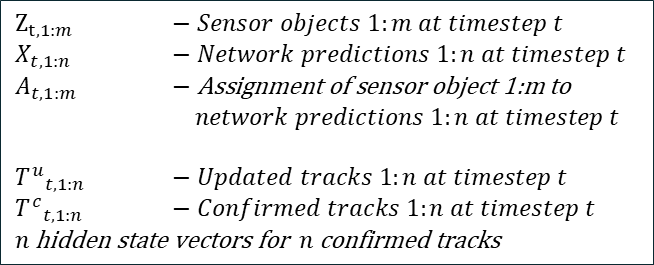 Z_{t,1:m} − Sensor objects 1:m at timestep t
X_{t,1:n} − Network predictions 1:n at timestep t
A_{t,1:m} − Assignment of sensor object 1:m to
network predictions 1:n at timestep t
T^u_{t,1:n} − Updated tracks 1:n at timestep t
T^c_{t,1:n} − Confirmed tracks 1:n at timestep t
n hidden state vectors for n confirmed tracks